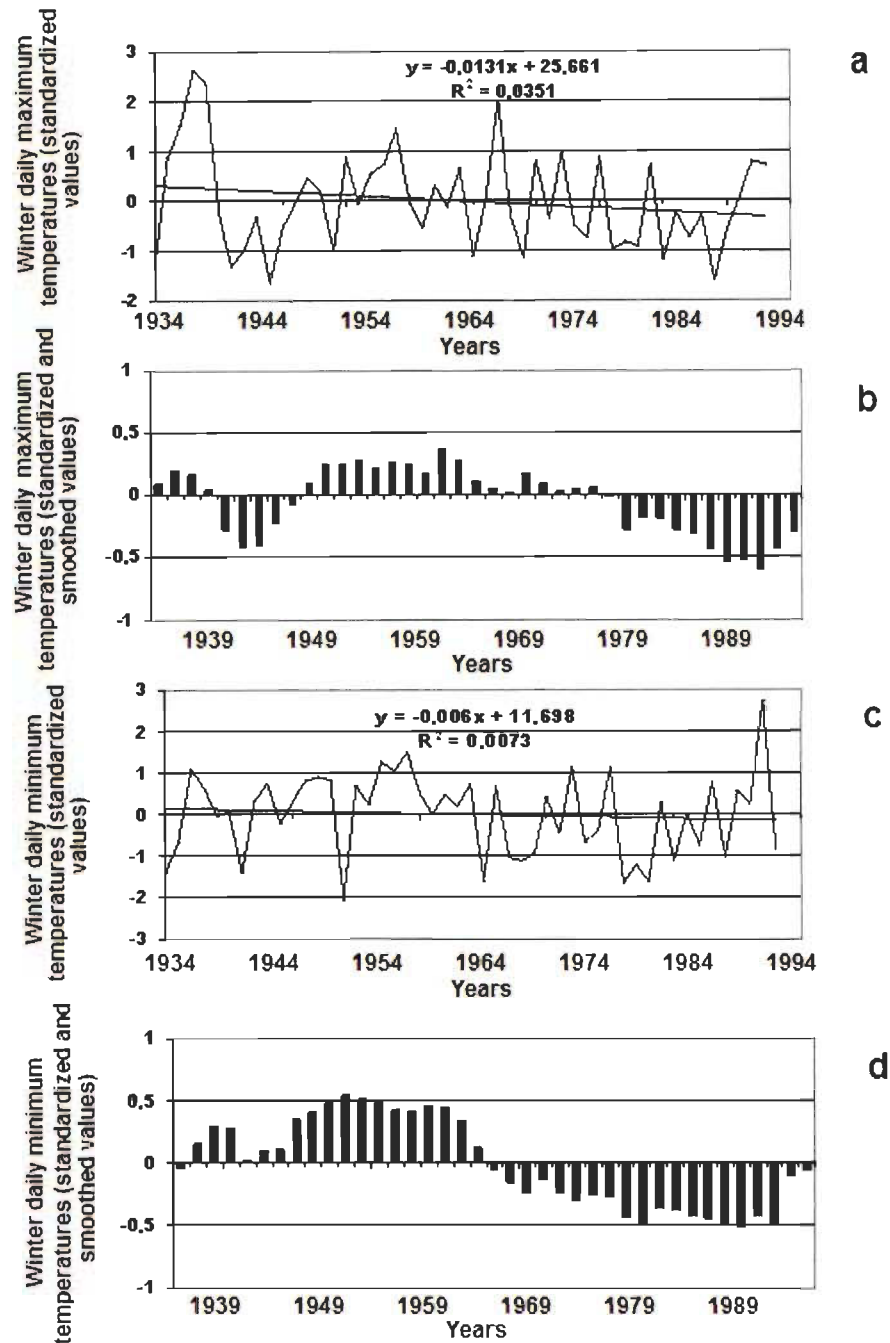 a
Winter daily maximum
temperatures (standardized
values)
y = -0,0131x + 25,661
R² = 0,0351
3
2
1
0
-1
-2
1934 1944 1954 1964 1974 1984 1994
Years
b
Winter daily maximum
temperatures (standardized and
smoothed values)
1
0,5
0
-0,5
-1
1939 1949 1959 1969 1979 1989
Years
c
Winter daily minimum
temperatures (standardized
values)
y = -0,006x + 11,698
R² = 0,0073
3
2
1
0
-1
-2
-3
1934 1944 1954 1964 1974 1984 1994
Years
d
Winter daily minimum
temperatures (standardized and
smoothed values)
1
0,5
0
-0,5
-1
1939 1949 1959 1969 1979 1989
Years